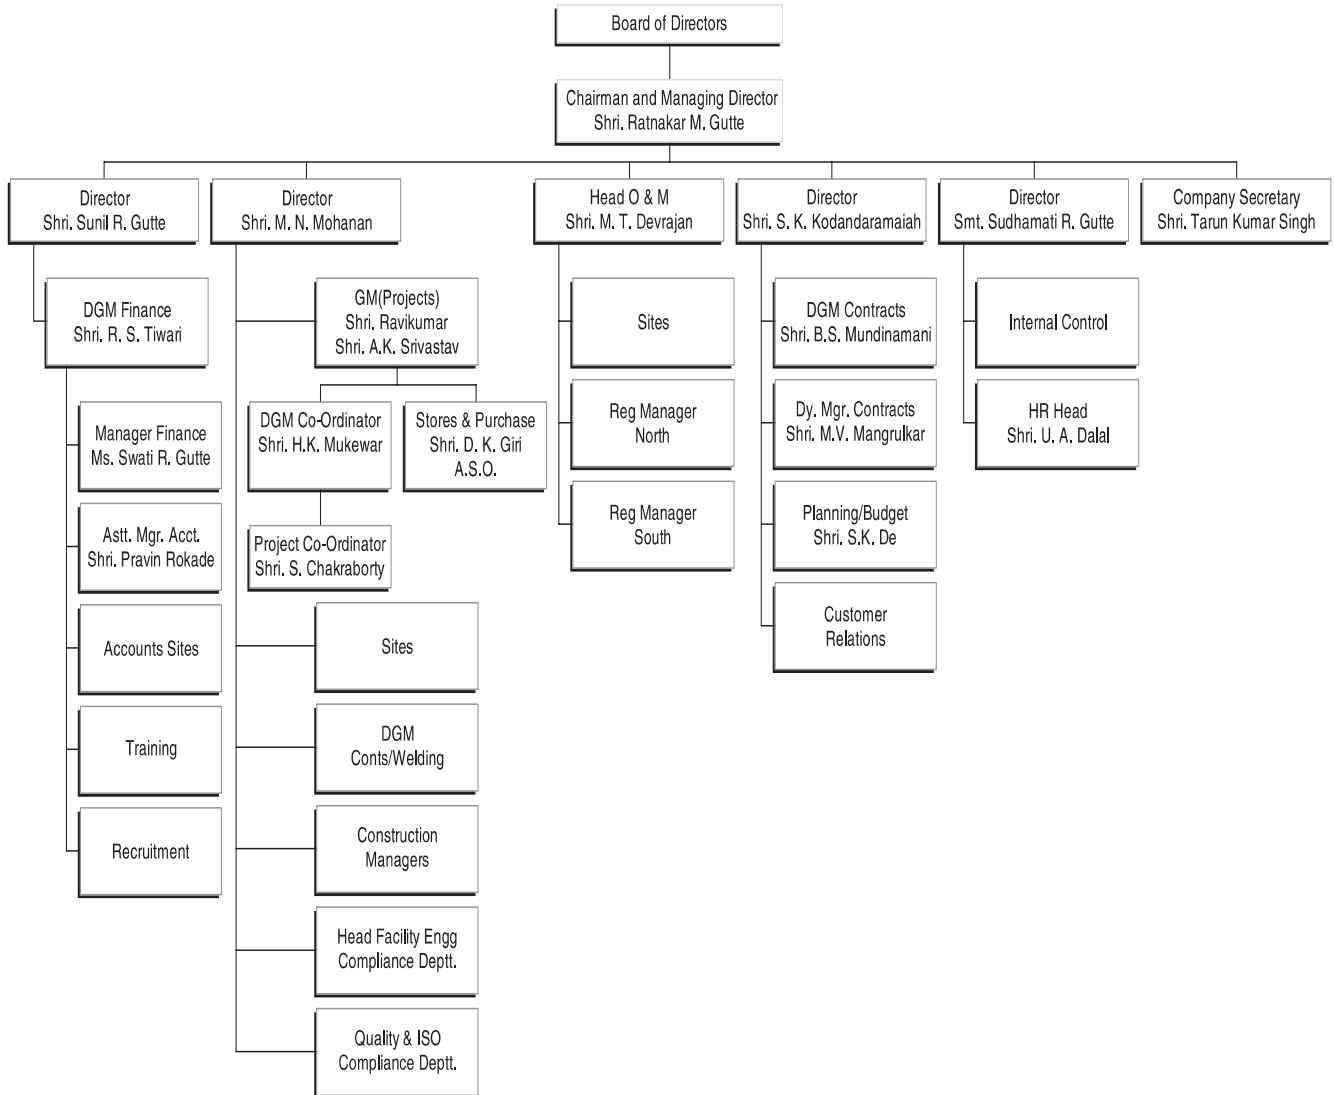 Board of Directors
Chairman and Managing Director
Shri. Ratnakar M. Gutte
Director
Shri. Sunil R. Gutte
Director
Shri. M. N. Mohanan
Head O & M
Shri. M. T. Devrajan
Director
Shri. S. K. Kodandaramaiah
Director
Smt. Sudhamati R. Gutte
Company Secretary
Shri. Tarun Kumar Singh
DGM Finance
Shri. R. S. Tiwari
Manager Finance
Ms. Swati R. Gutte
Astt. Mgr. Acct.
Shri. Pravin Rokade
Accounts Sites
Training
Recruitment
GM(Projects)
Shri. Ravikumar
Shri. A.K. Srivastav
DGM Co-Ordinator
Shri. H.K. Mukewar
Stores & Purchase
Shri. D. K. Giri
A.S.O.
Project Co-Ordinator
Shri. S. Chakraborty
Sites
DGM
Conts/Welding
Construction
Managers
Head Facility Engg
Compliance Deptt.
Quality & ISO
Compliance Deptt.
Sites
Reg Manager
North
Reg Manager
South
DGM Contracts
Shri. B.S. Mundinamani
Dy. Mgr. Contracts
Shri. M.V. Mangrulkar
Planning/Budget
Shri. S.K. De
Customer
Relations
Internal Control
HR Head
Shri. U. A. Dalal